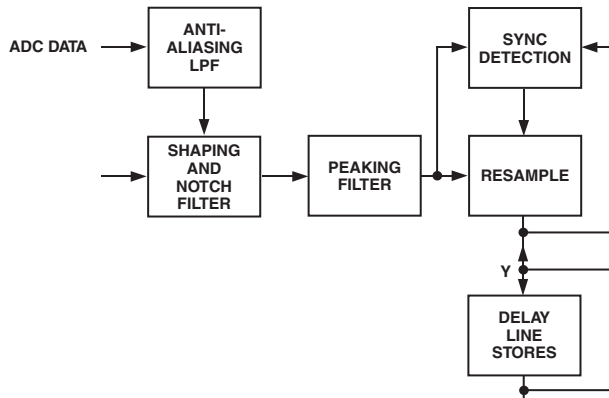 ADC DATA
ANTI-
ALIASING
LPF
SYNC
DETECTION
SHAPING
AND
NOTCH
FILTER
PEAKING
FILTER
RESAMPLE
Y
DELAY
LINE
STORES